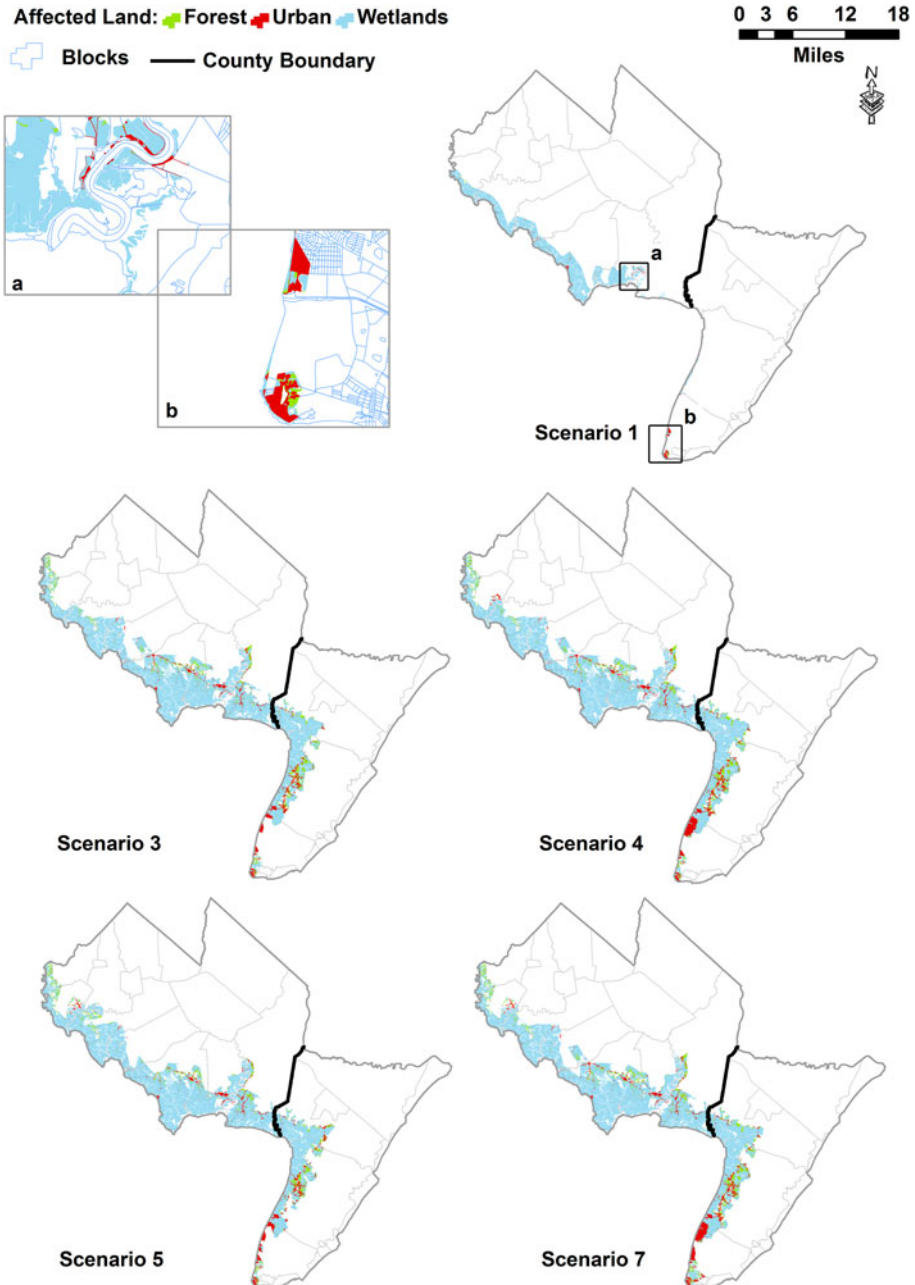 Affected Land: Forest Urban Wetlands
Blocks County Boundary
0 3 6 12 18
Miles
N
a
b
a
b
Scenario 1
Scenario 3
Scenario 4
Scenario 5
Scenario 7